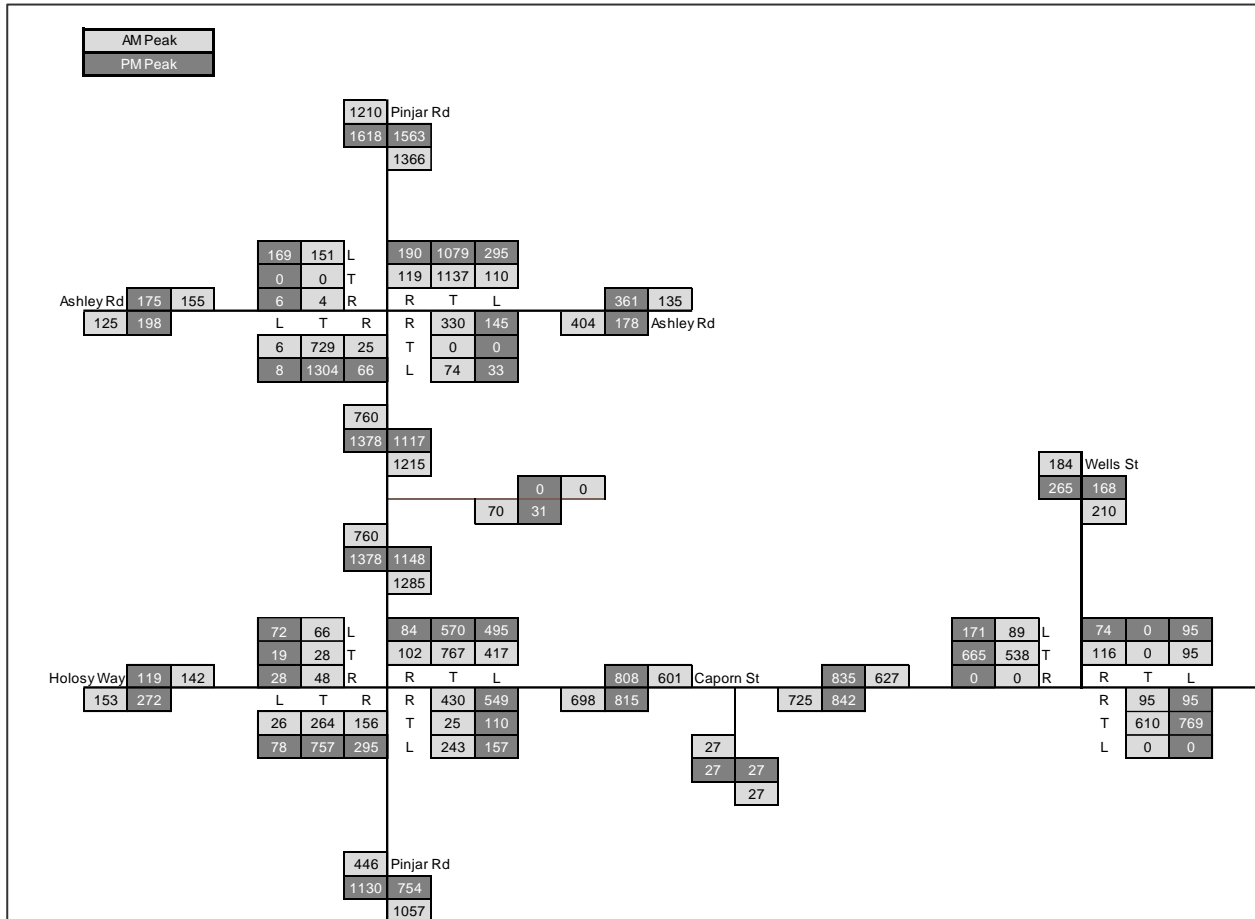 AM Peak
PM Peak
1210 Pinjar Rd
1618 1563
1366
169 151 L 190 1079 295
0 0 T 119 1137 110
Ashley Rd 175 155 6 4 R R T L 361 135
125 198 L T R R 330 145 404 178 Ashley Rd
6 729 25 T 0 0
8 1304 66 L 74 33
760
1378 1117
1215
184 Wells St
265 168
210
0 0
70 31
760
1378 1148
1285
72 66 L 84 570 495 171 89 L 74 0 95
19 28 T 102 767 417 665 538 T 116 0 95
Holosy Way 119 142 28 48 R R T L 808 601 Caporn St 835 627 0 0 R R T L
153 272 L T R R 430 549 698 815 725 842 R 95 95
26 264 156 T 25 110 T 610 769
78 757 295 L 243 157 L 0 0
27
27 27
27
446 Pinjar Rd
1130 754
1057